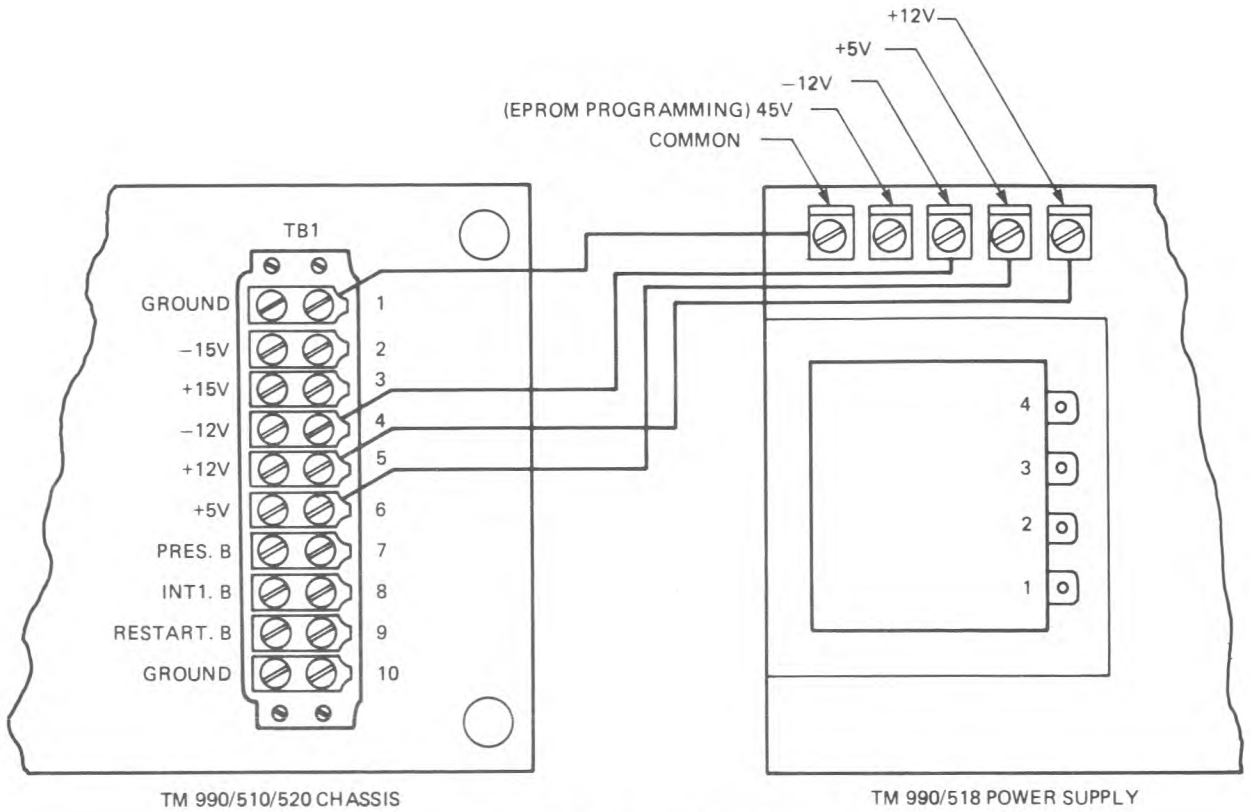 +12V
+5V
−12V
(EPROM PROGRAMMING) 45V
COMMON
TB1
GROUND 1
−15V 2
+15V 3
−12V 4
+12V 5
+5V 6
PRES. B 7
INT1. B 8
RESTART. B 9
GROUND 10
4
3
2
1
TM 990/510/520 CHASSIS
TM 990/518 POWER SUPPLY